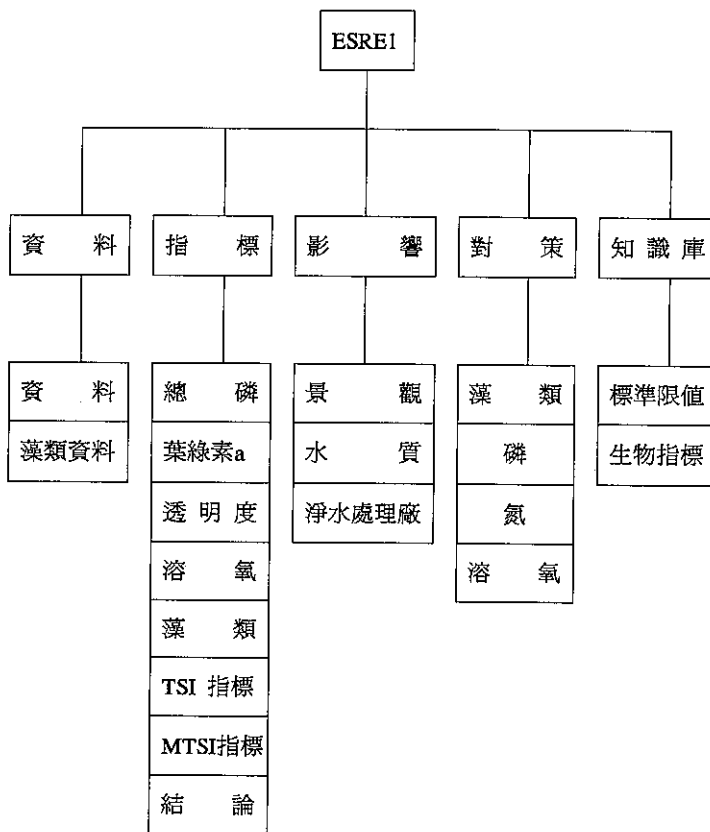 ESRE1
資料
指標
影響
對策
知識庫
資料
藻類資料
總磷
葉綠素a
透明度
溶氧
藻類
TSI 指標
MTSI指標
結論
景觀
水質
淨水處理廠
藻類
磷
氮
溶氧
標準限值
生物指標